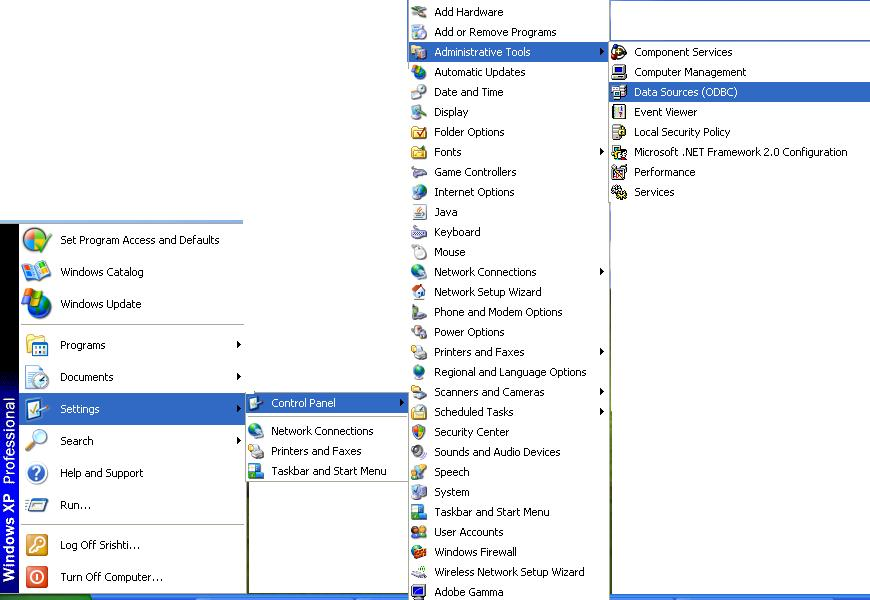 Set Program Access and Defaults
Windows Catalog
Windows Update
Programs
Documents
Settings
Search
Help and Support
Run...
Log Off Srishti...
Turn Off Computer...
Windows XP Professional
Control Panel
Network Connections
Printers and Faxes
Taskbar and Start Menu
Add Hardware
Add or Remove Programs
Administrative Tools
Automatic Updates
Date and Time
Display
Folder Options
Fonts
Game Controllers
Internet Options
Java
Keyboard
Mouse
Network Connections
Network Setup Wizard
Phone and Modem Options
Power Options
Printers and Faxes
Regional and Language Options
Scanners and Cameras
Scheduled Tasks
Security Center
Sounds and Audio Devices
Speech
System
Taskbar and Start Menu
User Accounts
Windows Firewall
Wireless Network Setup Wizard
Adobe Gamma
Component Services
Computer Management
Data Sources (ODBC)
Event Viewer
Local Security Policy
Microsoft .NET Framework 2.0 Configuration
Performance
Services